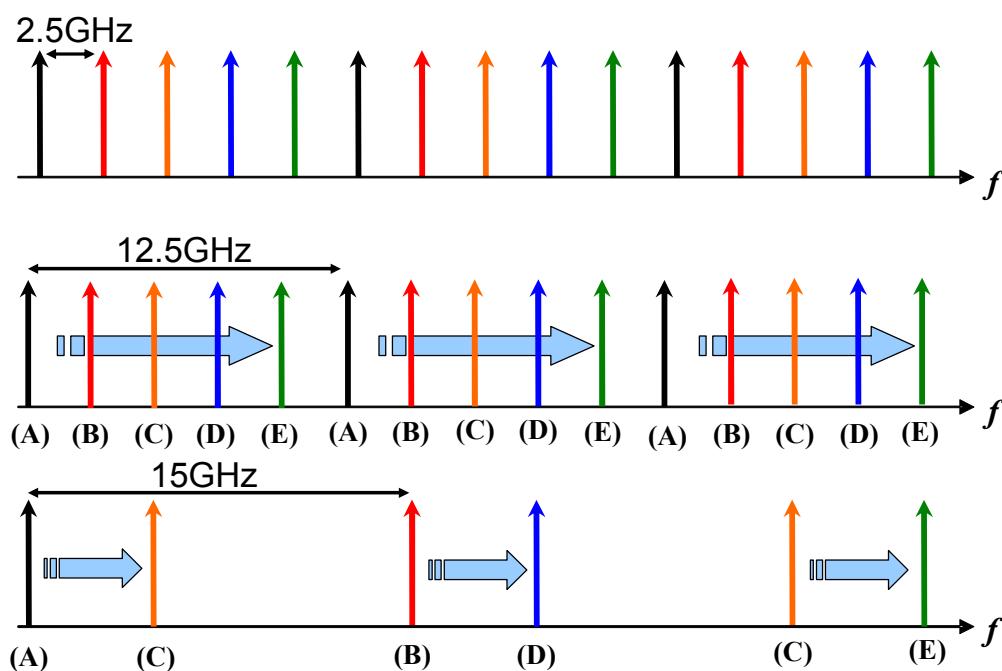 2.5GHz
f
12.5GHz
f
(A) (B) (C) (D) (E) (A) (B) (C) (D) (E) (A) (B) (C) (D) (E)
15GHz
f
(A) (C) (B) (D) (C) (E)